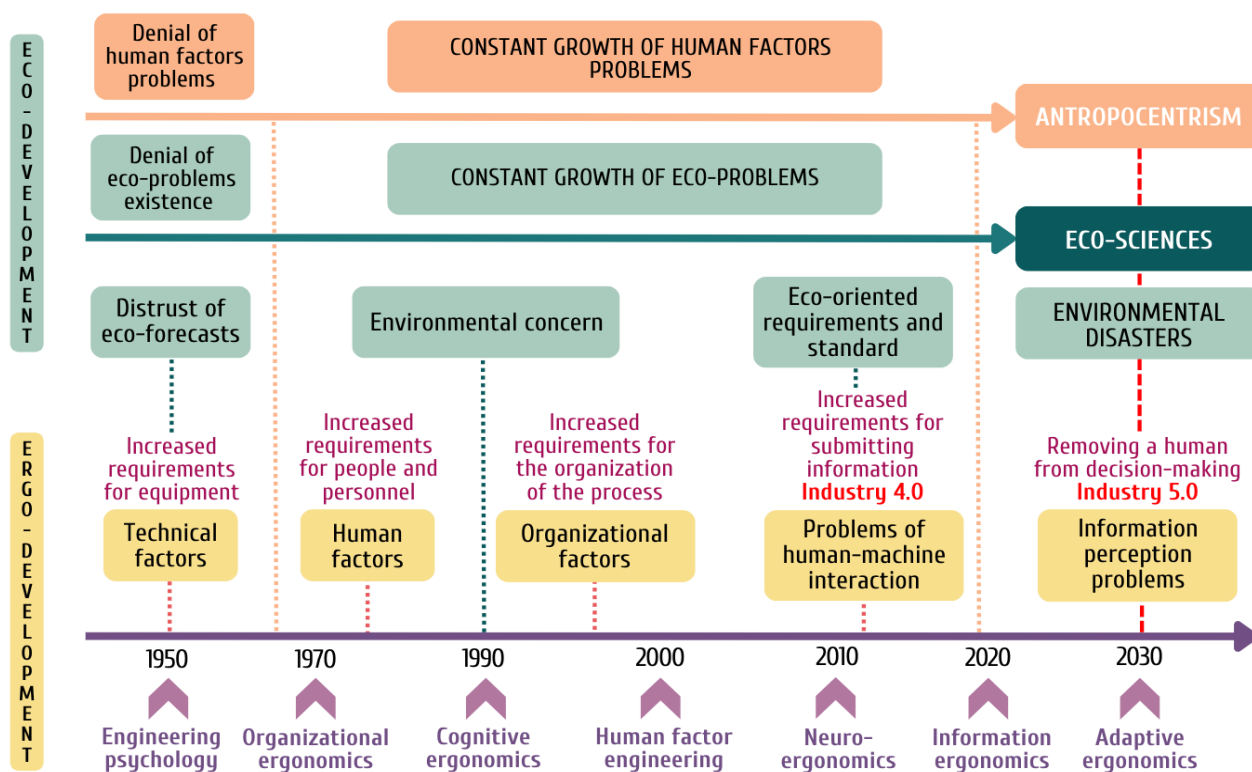 ECO-DEVELOPMENT
Denial of
human factors
problems
CONSTANT GROWTH OF HUMAN FACTORS
PROBLEMS
ANTROPOCENTRISM
Denial of
eco-problems
existence
CONSTANT GROWTH OF ECO-PROBLEMS
ECO-SCIENCES
Distrust of
eco-forecasts
Environmental concern
Eco-oriented
requirements and
standard
ENVIRONMENTAL
DISASTERS
ERGO-DEVELOPMENT
Increased
requirements
for equipment
Increased
requirements
for people and
personnel
Increased
requirements for
the organization
of the process
Increased
requirements for
submitting
information
Industry 4.0
Removing a human
from decision-making
Industry 5.0
Technical
factors
Human
factors
Organizational
factors
Problems of
human-machine
interaction
Information
perception
problems
1950
1970
1990
2000
2010
2020
2030
Engineering
psychology
Organizational
ergonomics
Cognitive
ergonomics
Human factor
engineering
Neuro-
ergonomics
Information
ergonomics
Adaptive
ergonomics